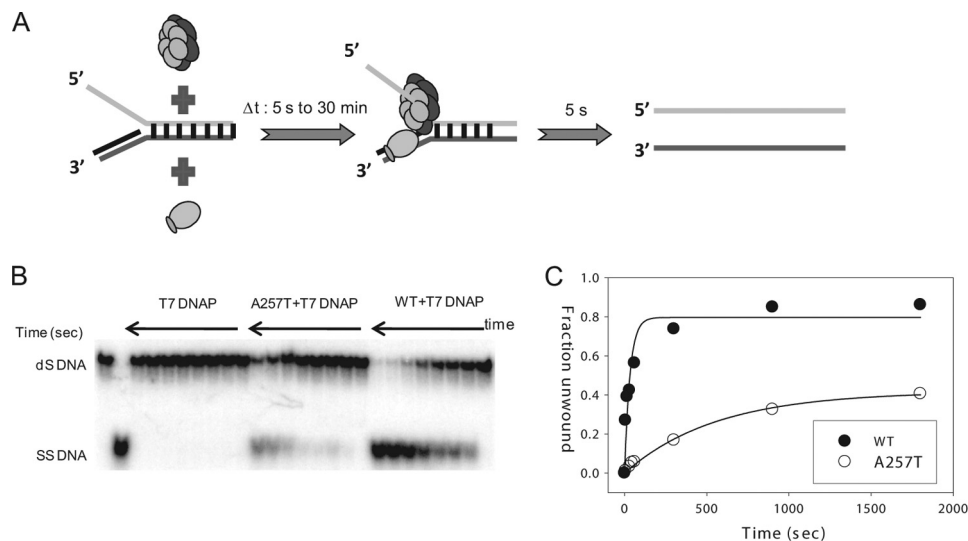 A
5'
3'
Δt : 5 s to 30 min
5'
3'
5 s
5'
3'
B
T7 DNAP
A257T+T7 DNAP
WT+T7 DNAP
Time (sec)
time
dS DNA
SS DNA
C
Fraction unwound
1.0
0.8
0.6
0.4
0.2
0.0
WT
A257T
0
500
1000
1500
2000
Time (sec)